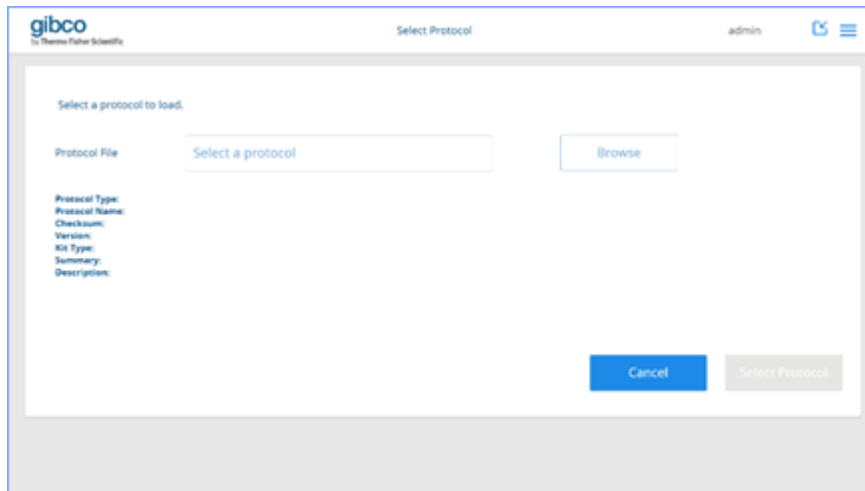 gibco
by Thermo Fisher Scientific
Select Protocol
admin
Select a protocol to load.
Protocol File
Select a protocol
Browse
Protocol Type:
Protocol Name:
Checksum:
Version:
Kit Type:
Summary:
Description:
Cancel
Select Protocol